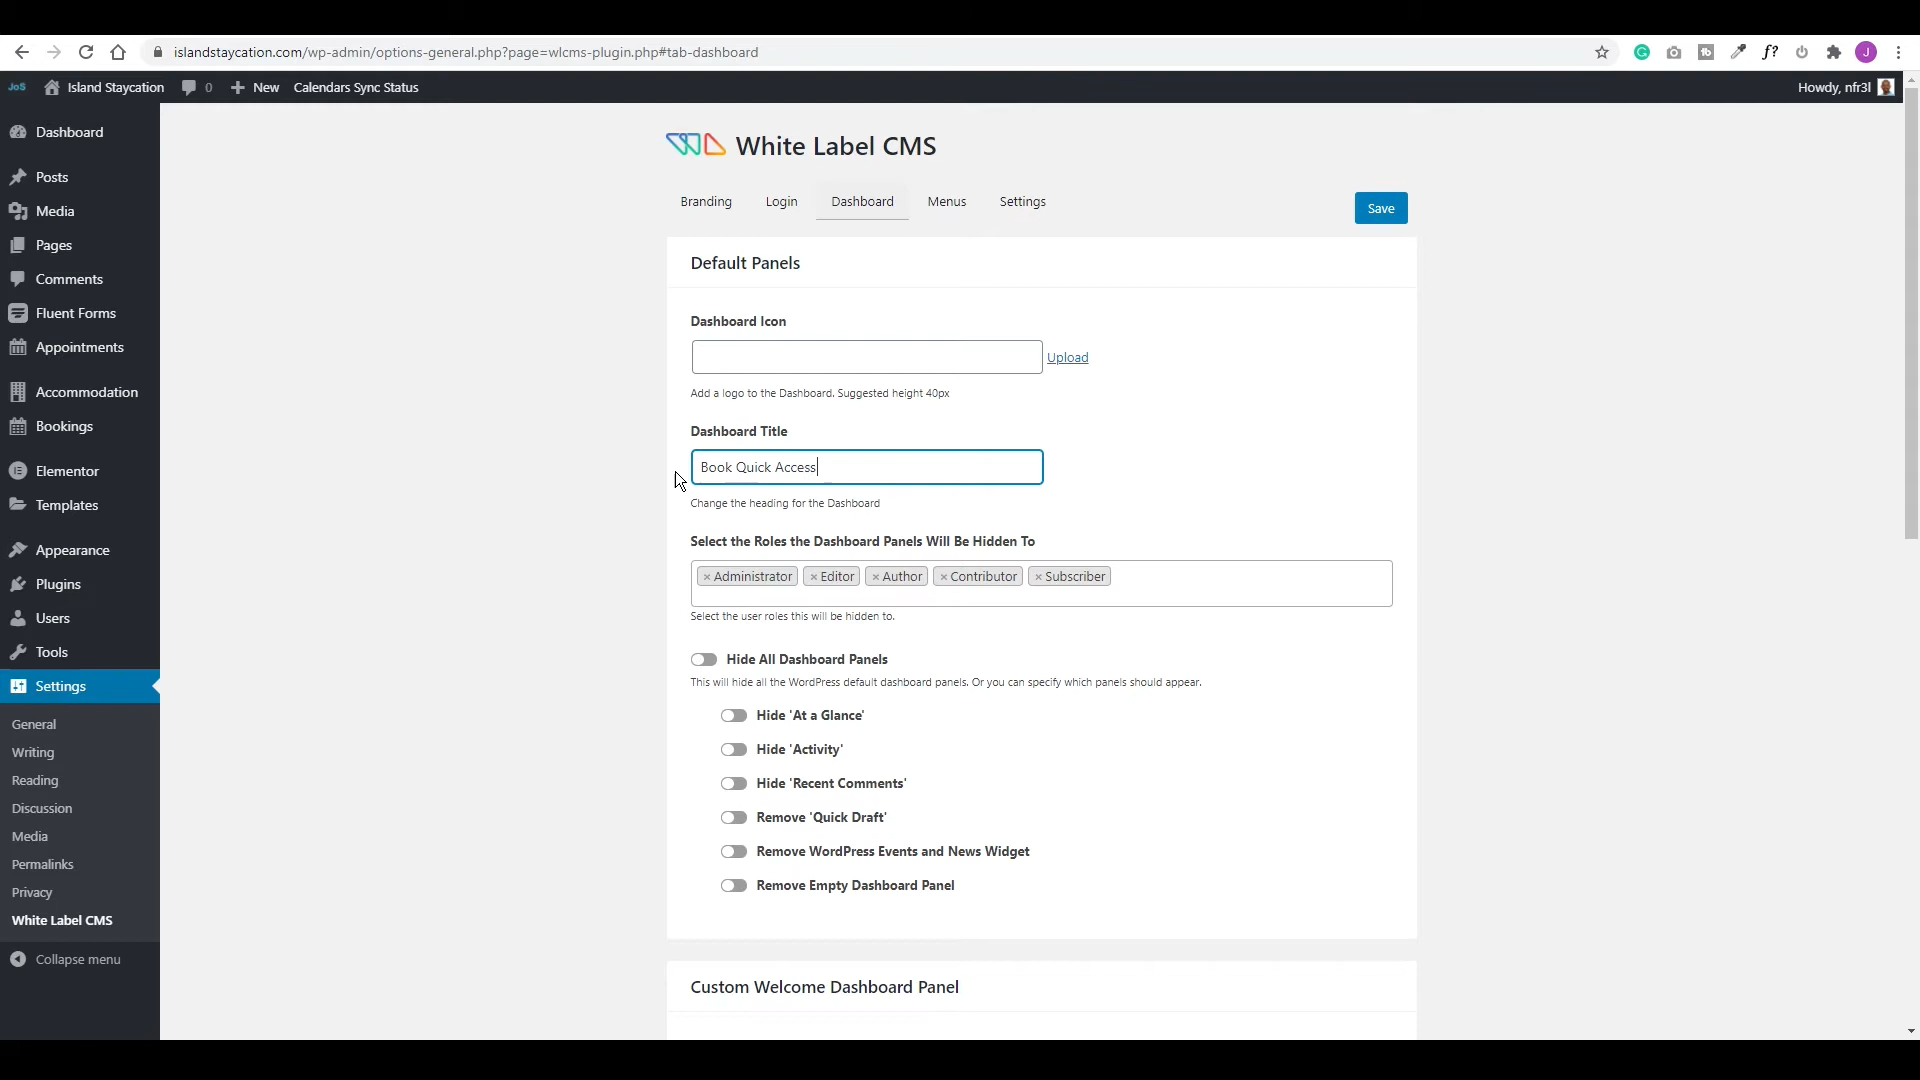 islandstaycation.com/wp-admin/options-general.php?page=wlcms-plugin.php#tab-dashboard
f?
J
JoS
Island Staycation
0
New
Calendars Sync Status
Howdy, nfr3l
Dashboard
Posts
Media
Pages
Comments
Fluent Forms
Appointments
Accommodation
Bookings
Elementor
Templates
Appearance
Plugins
Users
Tools
Settings
General
Writing
Reading
Discussion
Media
Permalinks
Privacy
White Label CMS
Collapse menu
White Label CMS
Branding
Login
Dashboard
Menus
Settings
Save
Default Panels
Dashboard Icon
Upload
Add a logo to the Dashboard. Suggested height 40px
Dashboard Title
Book Quick Access
Change the heading for the Dashboard
Select the Roles the Dashboard Panels Will Be Hidden To
× Administrator × Editor × Author × Contributor × Subscriber
Select the user roles this will be hidden to.
Hide All Dashboard Panels
This will hide all the WordPress default dashboard panels. Or you can specify which panels should appear.
Hide 'At a Glance'
Hide 'Activity'
Hide 'Recent Comments'
Remove 'Quick Draft'
Remove WordPress Events and News Widget
Remove Empty Dashboard Panel
Custom Welcome Dashboard Panel